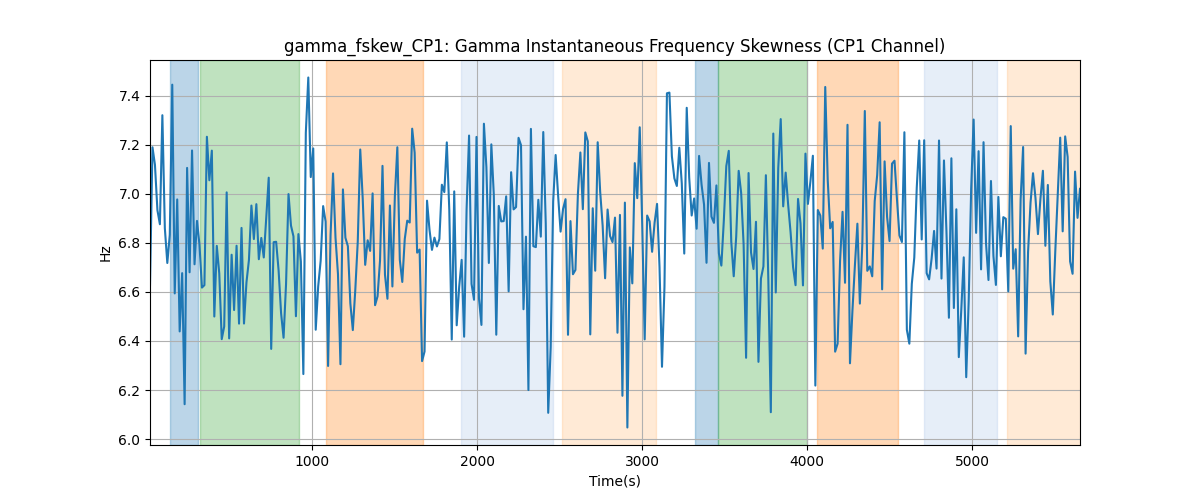 gamma_fskew_CP1: Gamma Instantaneous Frequency Skewness (CP1 Channel)
7.4
7.2
7.0
6.8
6.6
6.4
6.2
6.0
Hz
1000 2000 3000 4000 5000
Time(s)